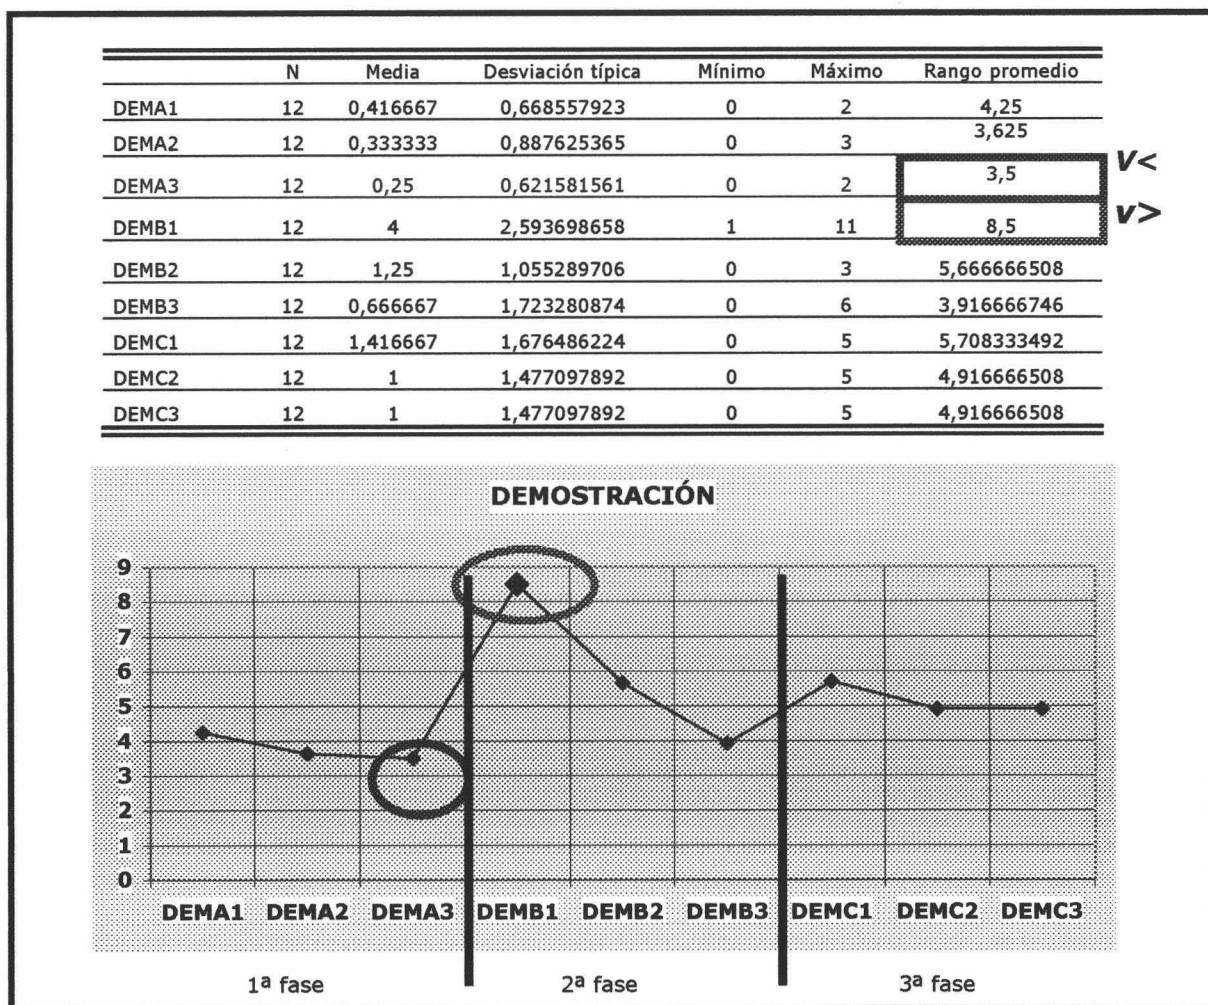 N Media Desviación típica Mínimo Máximo Rango promedio
DEMA1 12 0,416667 0,668557923 0 2 4,25
DEMA2 12 0,333333 0,887625365 0 3 3,625
DEMA3 12 0,25 0,621581561 0 2 3,5 v<
DEMB1 12 4 2,593698658 1 11 8,5 v>
DEMB2 12 1,25 1,055289706 0 3 5,666666508
DEMB3 12 0,666667 1,723280874 0 6 3,916666746
DEMC1 12 1,416667 1,676486224 0 5 5,708333492
DEMC2 12 1 1,477097892 0 5 4,916666508
DEMC3 12 1 1,477097892 0 5 4,916666508
DEMOSTRACIÓN
9
8
7
6
5
4
3
2
1
0
DEMA1 DEMA2 DEMA3 DEMB1 DEMB2 DEMB3 DEMC1 DEMC2 DEMC3
1ª fase 2ª fase 3ª fase